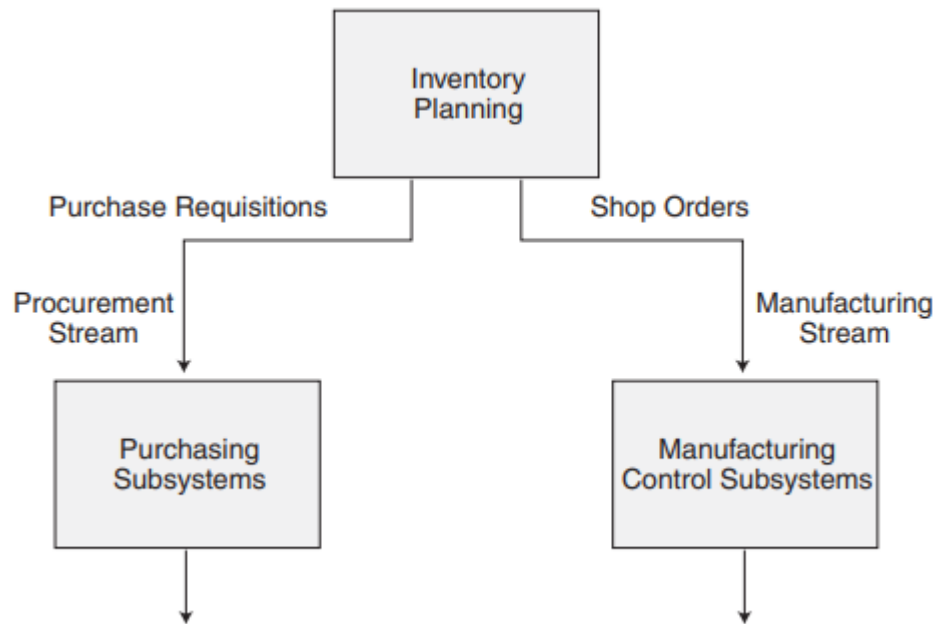 Inventory
Planning
Purchase Requisitions
Shop Orders
Procurement
Stream
Manufacturing
Stream
Purchasing
Subsystems
Manufacturing
Control Subsystems